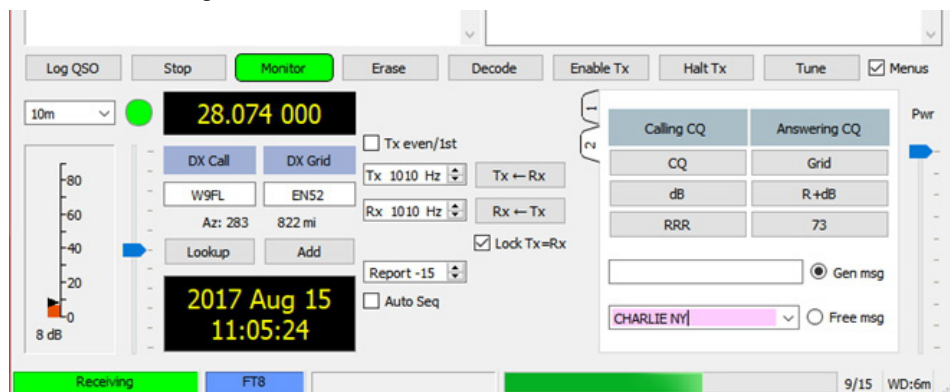 Log QSO Stop Monitor Erase Decode Enable Tx Halt Tx Tune Menus
10m 28.074 000 Pwr
Tx even/1st
1
2
Calling CQ Answering CQ
DX Call DX Grid
Tx 1010 Hz Tx ← Rx
CQ Grid
W9FL EN52
dB R+dB
Az: 283 822 mi
Rx 1010 Hz Rx ← Tx
RRR 73
Lookup Add
Lock Tx=Rx
Report -15
Gen msg
2017 Aug 15
11:05:24
Auto Seq
CHARLIE NY Free msg
-80
-60
-40
-20
0
8 dB
Receiving FT8 9/15 WD:6m